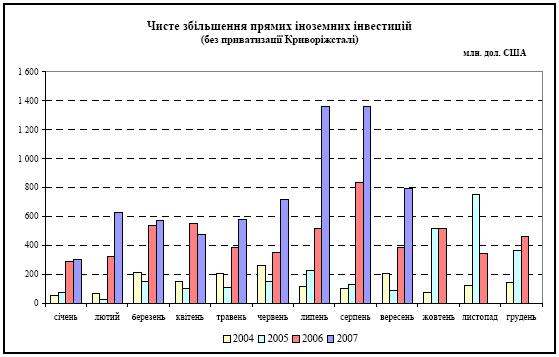 Чисте збільшення прямих іноземних інвестицій
(без приватизації Криворіжсталі)
млн. дол. США
1 600
1 400
1 200
1 000
800
600
400
200
0
січень лютий березень квітень травень червень липень серпень вересень жовтень листопад грудень
2004 2005 2006 2007